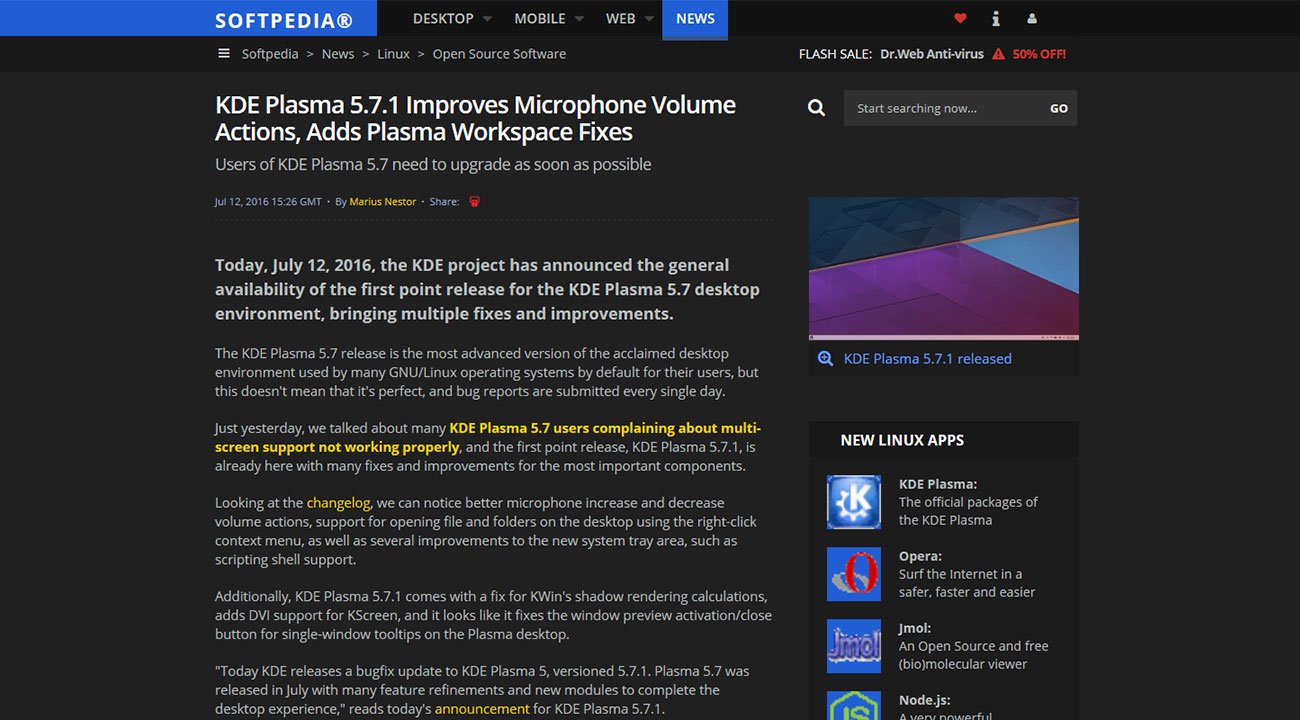 SOFTPEDIA®
DESKTOP
MOBILE
WEB
NEWS
Softpedia > News > Linux > Open Source Software
FLASH SALE: Dr.Web Anti-virus 50% OFF!
KDE Plasma 5.7.1 Improves Microphone Volume
Actions, Adds Plasma Workspace Fixes
Users of KDE Plasma 5.7 need to upgrade as soon as possible
Jul 12, 2016 15:26 GMT · By Marius Nestor · Share:
Today, July 12, 2016, the KDE project has announced the general
availability of the first point release for the KDE Plasma 5.7 desktop
environment, bringing multiple fixes and improvements.
The KDE Plasma 5.7 release is the most advanced version of the acclaimed desktop
environment used by many GNU/Linux operating systems by default for their users, but
this doesn't mean that it's perfect, and bug reports are submitted every single day.
Just yesterday, we talked about many KDE Plasma 5.7 users complaining about multi-
screen support not working properly, and the first point release, KDE Plasma 5.7.1, is
already here with many fixes and improvements for the most important components.
Looking at the changelog, we can notice better microphone increase and decrease
volume actions, support for opening file and folders on the desktop using the right-click
context menu, as well as several improvements to the new system tray area, such as
scripting shell support.
Additionally, KDE Plasma 5.7.1 comes with a fix for KWin's shadow rendering calculations,
adds DVI support for KScreen, and it looks like it fixes the window preview activation/close
button for single-window tooltips on the Plasma desktop.
"Today KDE releases a bugfix update to KDE Plasma 5, versioned 5.7.1. Plasma 5.7 was
released in July with many feature refinements and new modules to complete the
desktop experience," reads today's announcement for KDE Plasma 5.7.1.
Start searching now...
GO
KDE Plasma 5.7.1 released
NEW LINUX APPS
KDE Plasma:
The official packages of
the KDE Plasma
Opera:
Surf the Internet in a
safer, faster and easier
Jmol
Jmol:
An Open Source and free
(bio)molecular viewer
JS
Node.js:
A very powerful